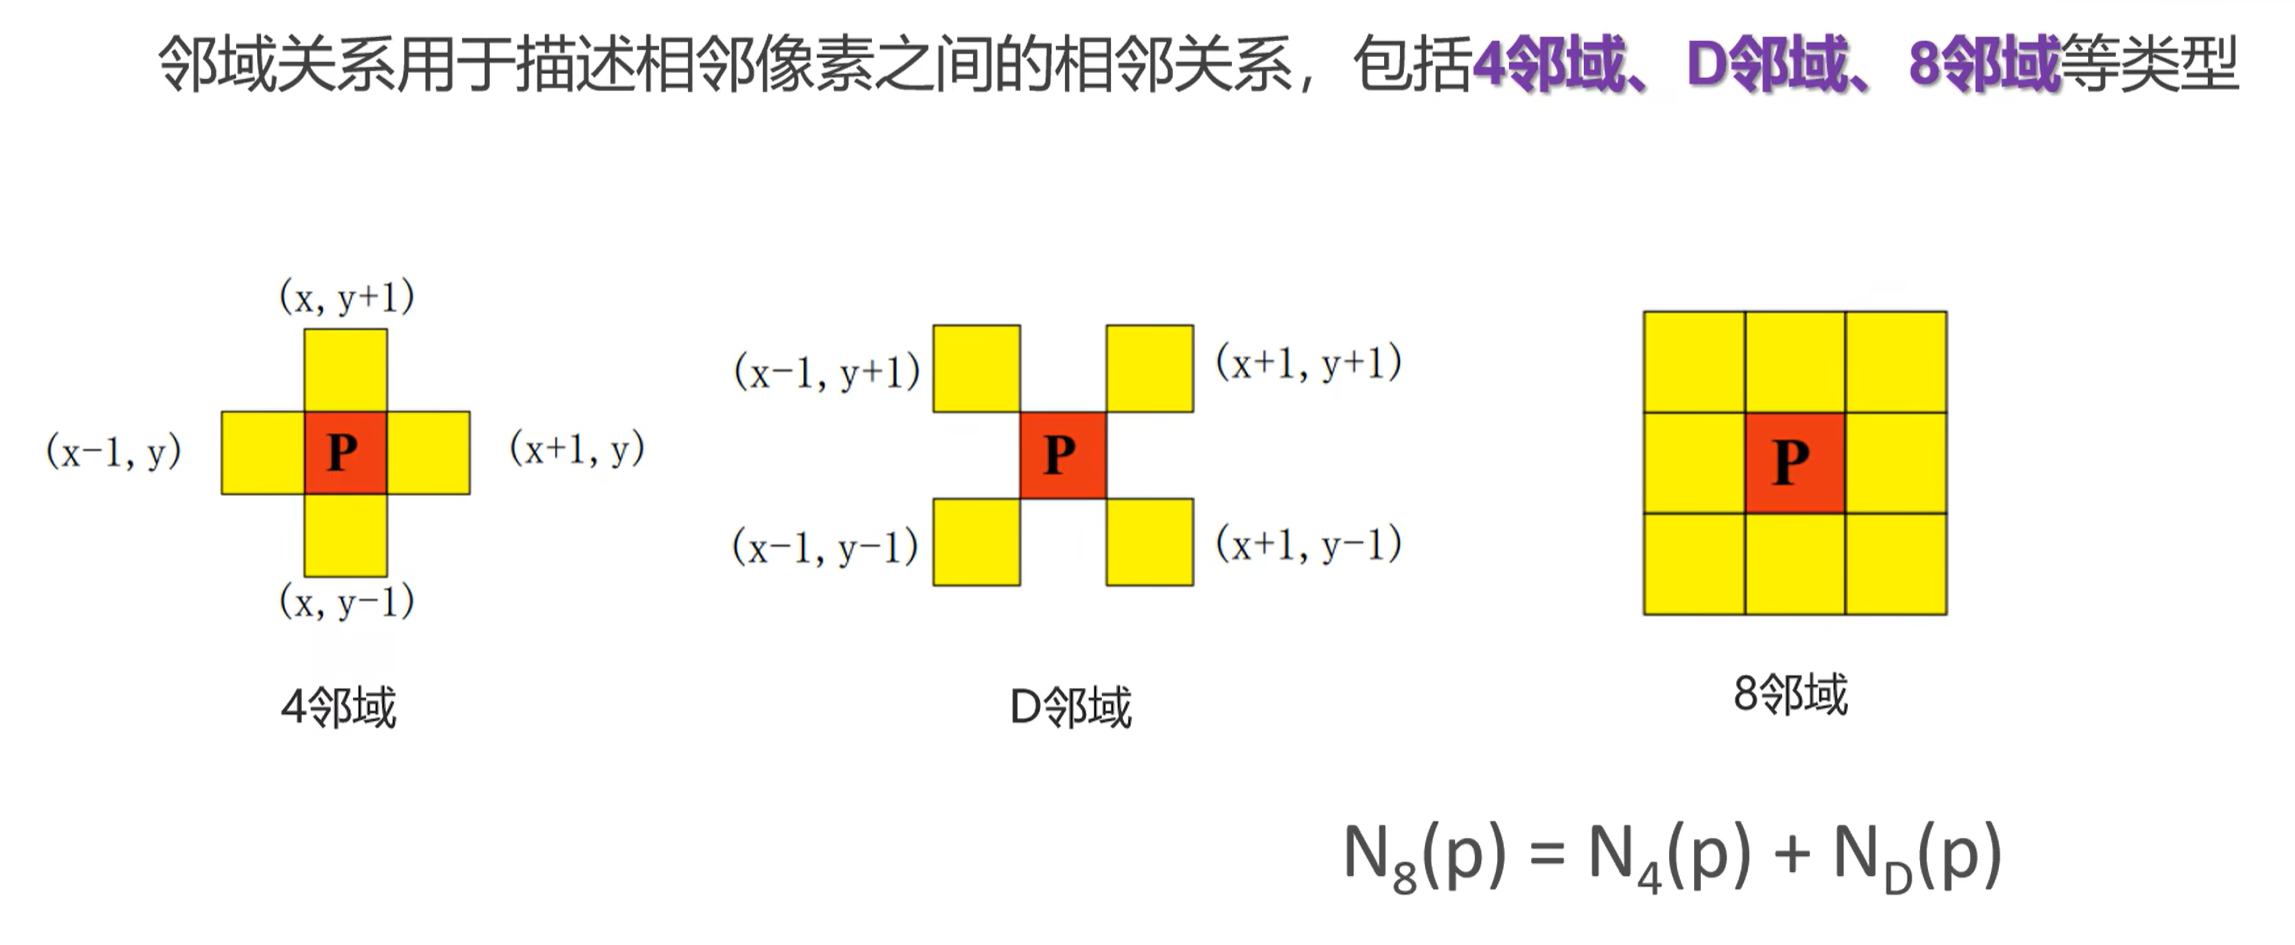 邻域关系用于描述相邻像素之间的相邻关系，包括4邻域、D邻域、8邻域等类型
(x, y+1)
(x-1, y)
P
(x+1, y)
(x, y-1)
4邻域
(x-1, y+1)
(x+1, y+1)
P
(x-1, y-1)
(x+1, y-1)
D邻域
P
8邻域
N₈(p) = N₄(p) + N_D(p)